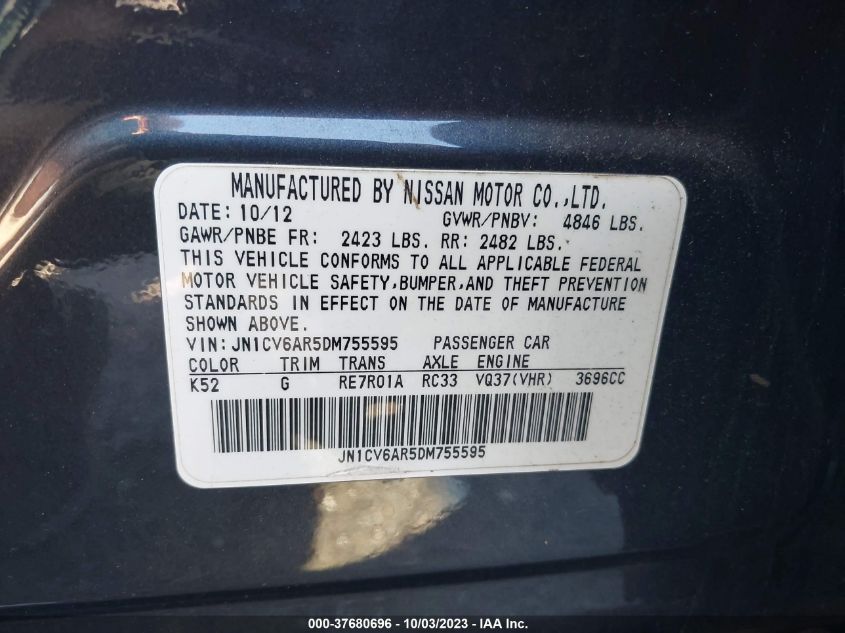 MANUFACTURED BY NISSAN MOTOR CO.,LTD.
DATE: 10/12 GVWR/PNBV: 4846 LBS.
GAWR/PNBE FR: 2423 LBS. RR: 2482 LBS.
THIS VEHICLE CONFORMS TO ALL APPLICABLE FEDERAL
MOTOR VEHICLE SAFETY,BUMPER,AND THEFT PREVENTION
STANDARDS IN EFFECT ON THE DATE OF MANUFACTURE
SHOWN ABOVE.
VIN:JN1CV6AR5DM755595 PASSENGER CAR
COLOR TRIM TRANS AXLE ENGINE
K52 G RE7R01A RC33 VQ37(VHR) 3696CC
JN1CV6AR5DM755595
000-37680696 - 10/03/2023 - IAA Inc.